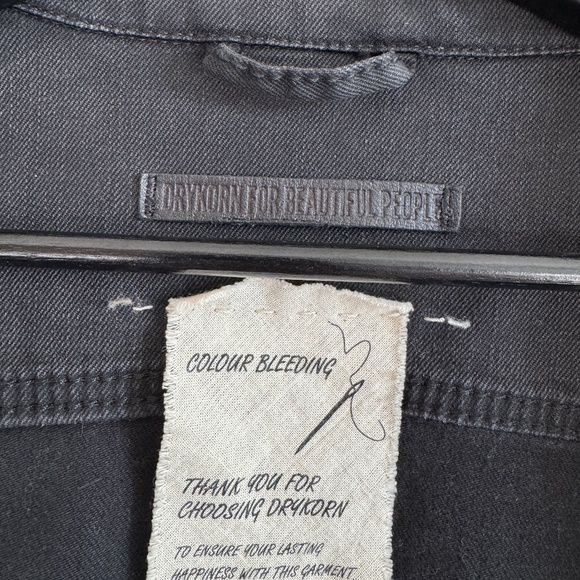 DRYKORN FOR BEAUTIFUL PEOPLE
COLOUR BLEEDING
THANK YOU FOR
CHOOSING DRYKORN
TO ENSURE YOUR LASTING
HAPPINESS WITH THIS GARMENT